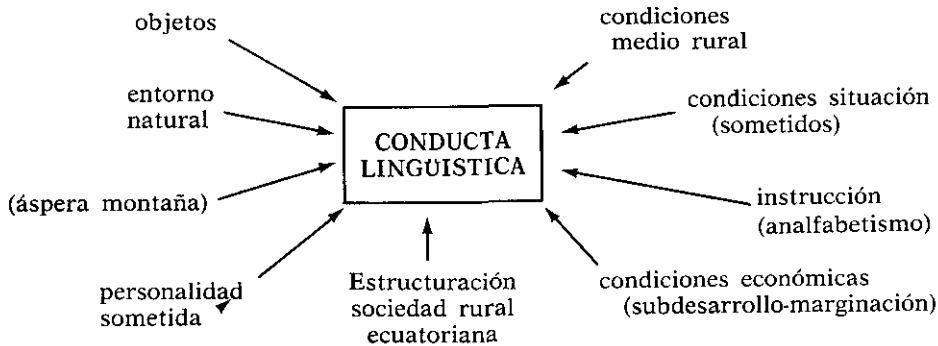 objetos
condiciones
medio rural
entorno
natural
condiciones situación
(sometidos)
CONDUCTA
LINGÜISTICA
(áspera montaña)
instrucción
(analfabetismo)
personalidad
sometida
Estructuración
sociedad rural
ecuatoriana
condiciones económicas
(subdesarrollo-marginación)